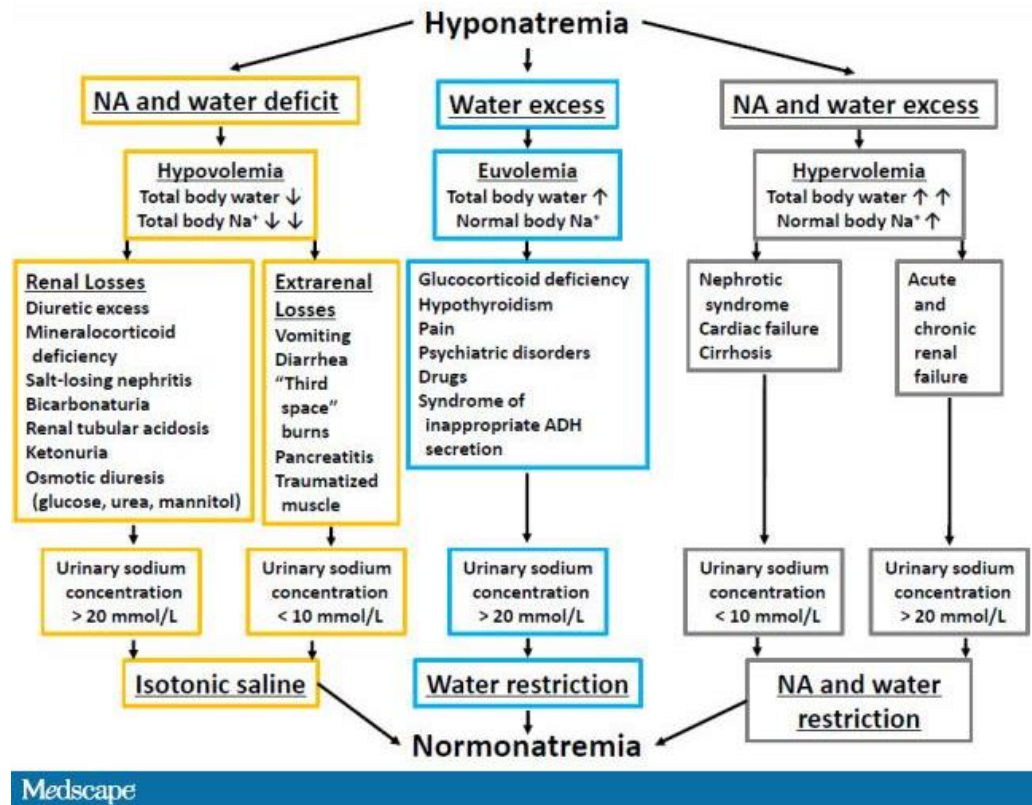 Hyponatremia
NA and water deficit
Water excess
NA and water excess
Hypovolemia
Total body water ↓
Total body Na⁺ ↓ ↓
Euvolemia
Total body water ↑
Normal body Na⁺
Hypervolemia
Total body water ↑ ↑
Normal body Na⁺ ↑
Renal Losses
Diuretic excess
Mineralocorticoid
deficiency
Salt-losing nephritis
Bicarbonaturia
Renal tubular acidosis
Ketonuria
Osmotic diuresis
(glucose, urea, mannitol)
Extrarenal
Losses
Vomiting
Diarrhea
“Third
space”
burns
Pancreatitis
Traumatized
muscle
Glucocorticoid deficiency
Hypothyroidism
Pain
Psychiatric disorders
Drugs
Syndrome of
inappropriate ADH
secretion
Nephrotic
syndrome
Cardiac failure
Cirrhosis
Acute
and
chronic
renal
failure
Urinary sodium
concentration
> 20 mmol/L
Urinary sodium
concentration
< 10 mmol/L
Urinary sodium
concentration
> 20 mmol/L
Urinary sodium
concentration
< 10 mmol/L
Urinary sodium
concentration
> 20 mmol/L
Isotonic saline
Water restriction
NA and water
restriction
Normonatremia
Medscape